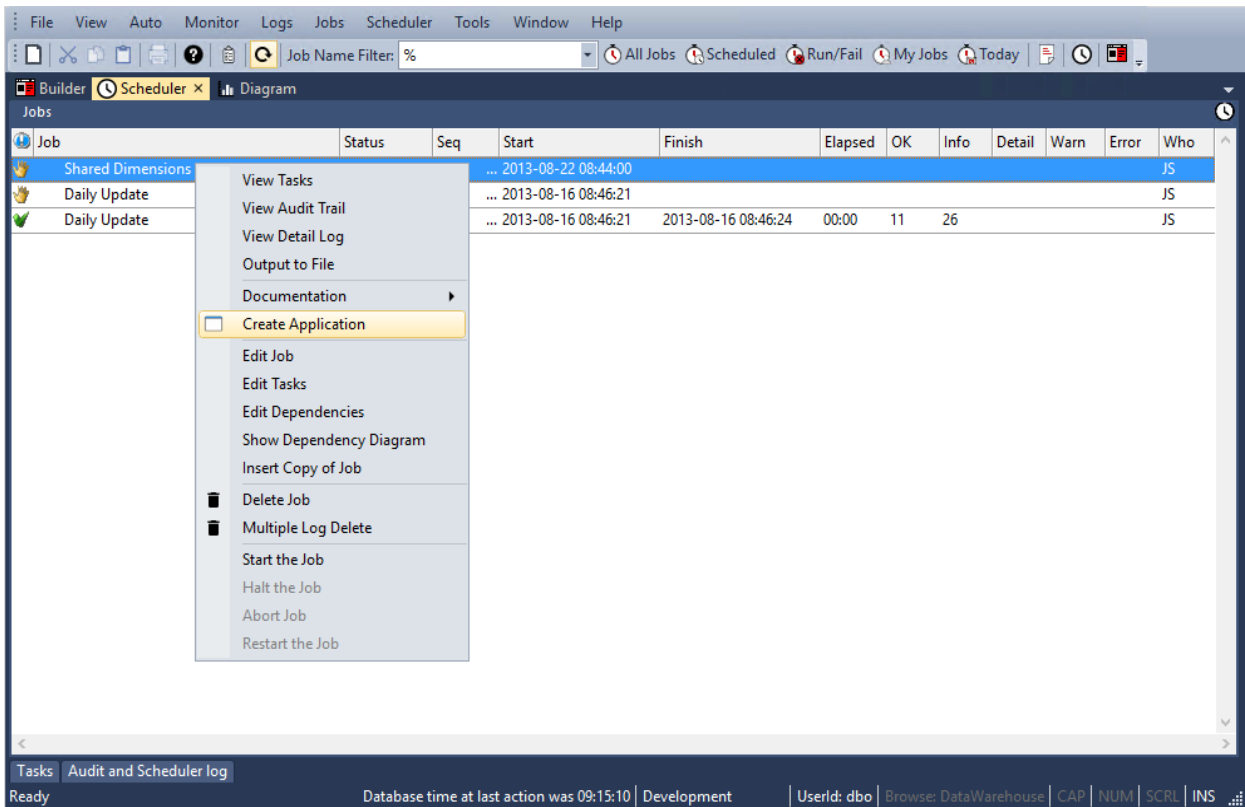 File View Auto Monitor Logs Jobs Scheduler Tools Window Help
Job Name Filter: % All Jobs Scheduled Run/Fail My Jobs Today
Builder Scheduler × Diagram
Jobs
Job Status Seq Start Finish Elapsed OK Info Detail Warn Error Who
Shared Dimensions ... 2013-08-22 08:44:00 JS
Daily Update ... 2013-08-16 08:46:21 JS
Daily Update ... 2013-08-16 08:46:21 2013-08-16 08:46:24 00:00 11 26 JS
View Tasks
View Audit Trail
View Detail Log
Output to File
Documentation
Create Application
Edit Job
Edit Tasks
Edit Dependencies
Show Dependency Diagram
Insert Copy of Job
Delete Job
Multiple Log Delete
Start the Job
Halt the Job
Abort Job
Restart the Job
Tasks Audit and Scheduler log
Ready Database time at last action was 09:15:10 Development UserId: dbo Browse: DataWarehouse CAP NUM SCRL INS